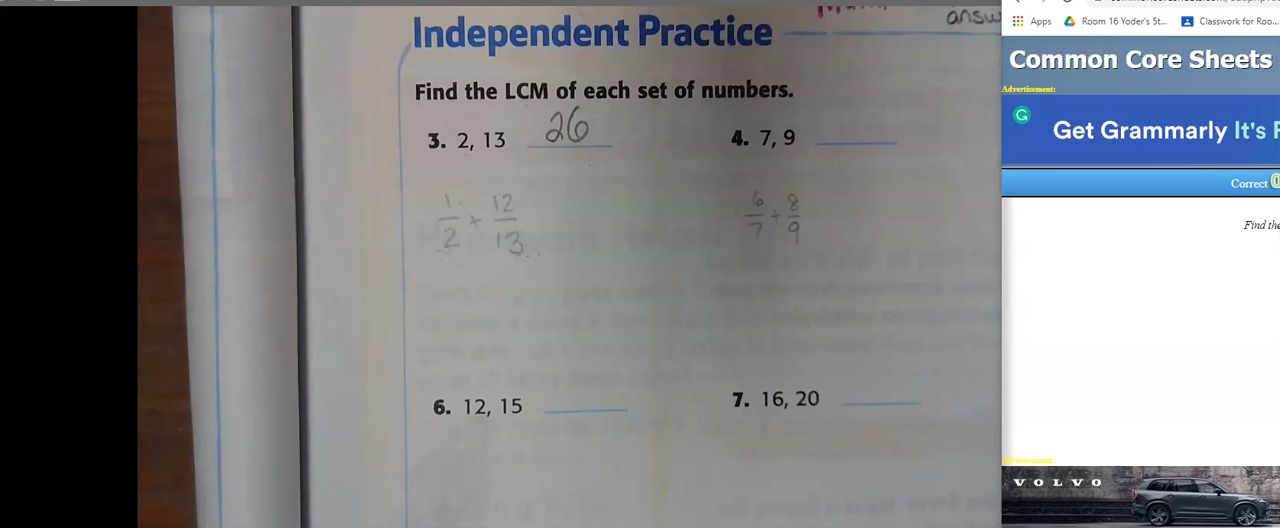 Independent Practice
Find the LCM of each set of numbers.
3. 2, 13 26
4. 7, 9
1/2 + 12/13
6/7 + 8/9
6. 12, 15
7. 16, 20
Apps
Room 16 Yoder's 5t...
Classwork for Roo...
Common Core Sheets
Advertisement:
Get Grammarly It's
Correct
Find the
Advertisement
VOLVO